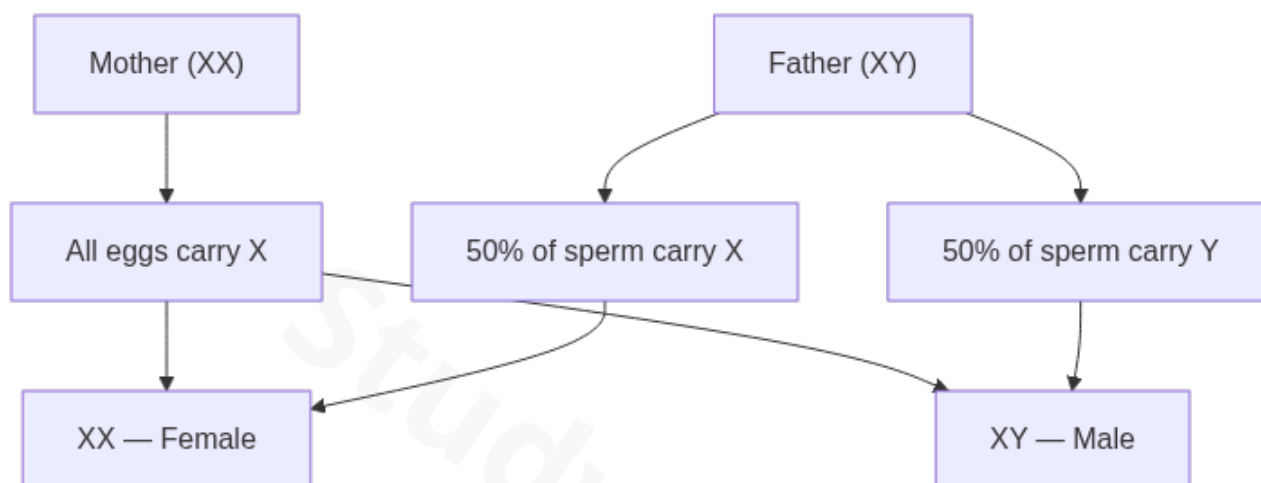 Mother (XX)
Father (XY)
All eggs carry X
50% of sperm carry X
50% of sperm carry Y
XX — Female
XY — Male